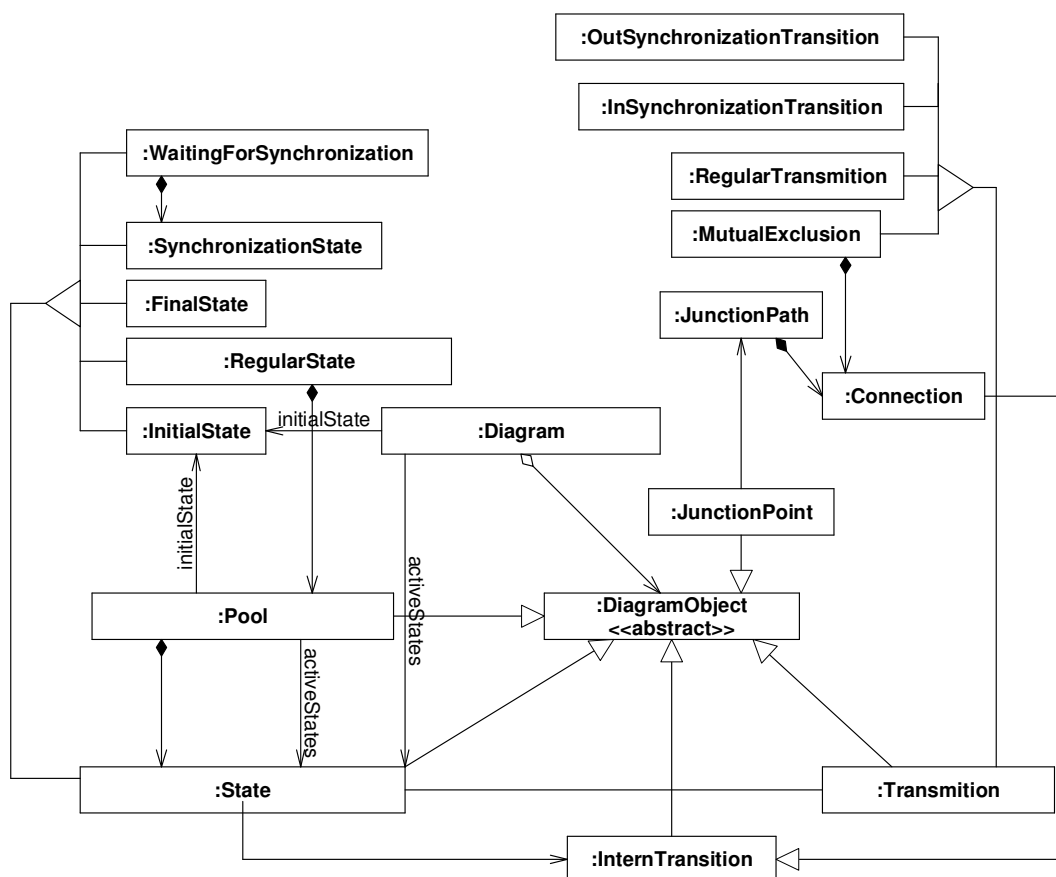 :OutSynchronizationTransition
:InSynchronizationTransition
:WaitingForSynchronization
:RegularTransmition
:MutualExclusion
:SynchronizationState
:FinalState
:JunctionPath
:RegularState
:Connection
:InitialState
initialState
:Diagram
:JunctionPoint
initialState
activeStates
:Pool
:DiagramObject
<<abstract>>
activeStates
:State
:Transmition
:InternTransition